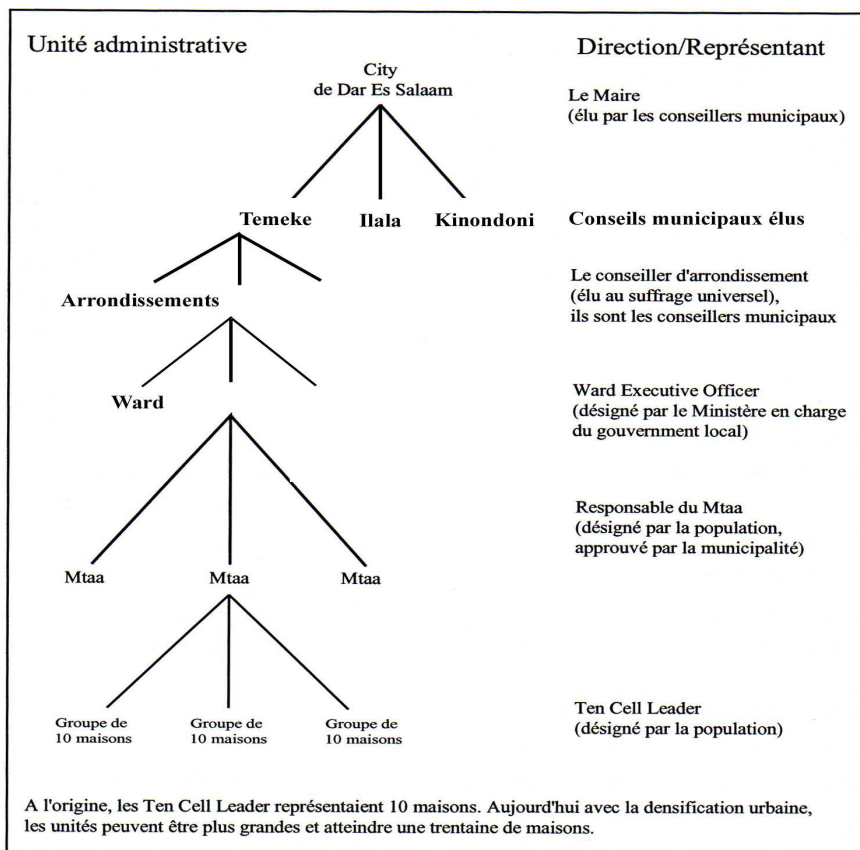 Unité administrative
Direction/Représentant
City
de Dar Es Salaam
Le Maire
(élu par les conseillers municipaux)
Temeke Ilala Kinondoni
Conseils municipaux élus
Arrondissements
Le conseiller d'arrondissement
(élu au suffrage universel),
ils sont les conseillers municipaux
Ward
Ward Executive Officer
(désigné par le Ministère en charge
du gouvernment local)
Responsable du Mtaa
(désigné par la population,
approuvé par la municipalité)
Mtaa Mtaa Mtaa
Groupe de
10 maisons
Groupe de
10 maisons
Groupe de
10 maisons
Ten Cell Leader
(désigné par la population)
A l'origine, les Ten Cell Leader représentaient 10 maisons. Aujourd'hui avec la densification urbaine,
les unités peuvent être plus grandes et atteindre une trentaine de maisons.